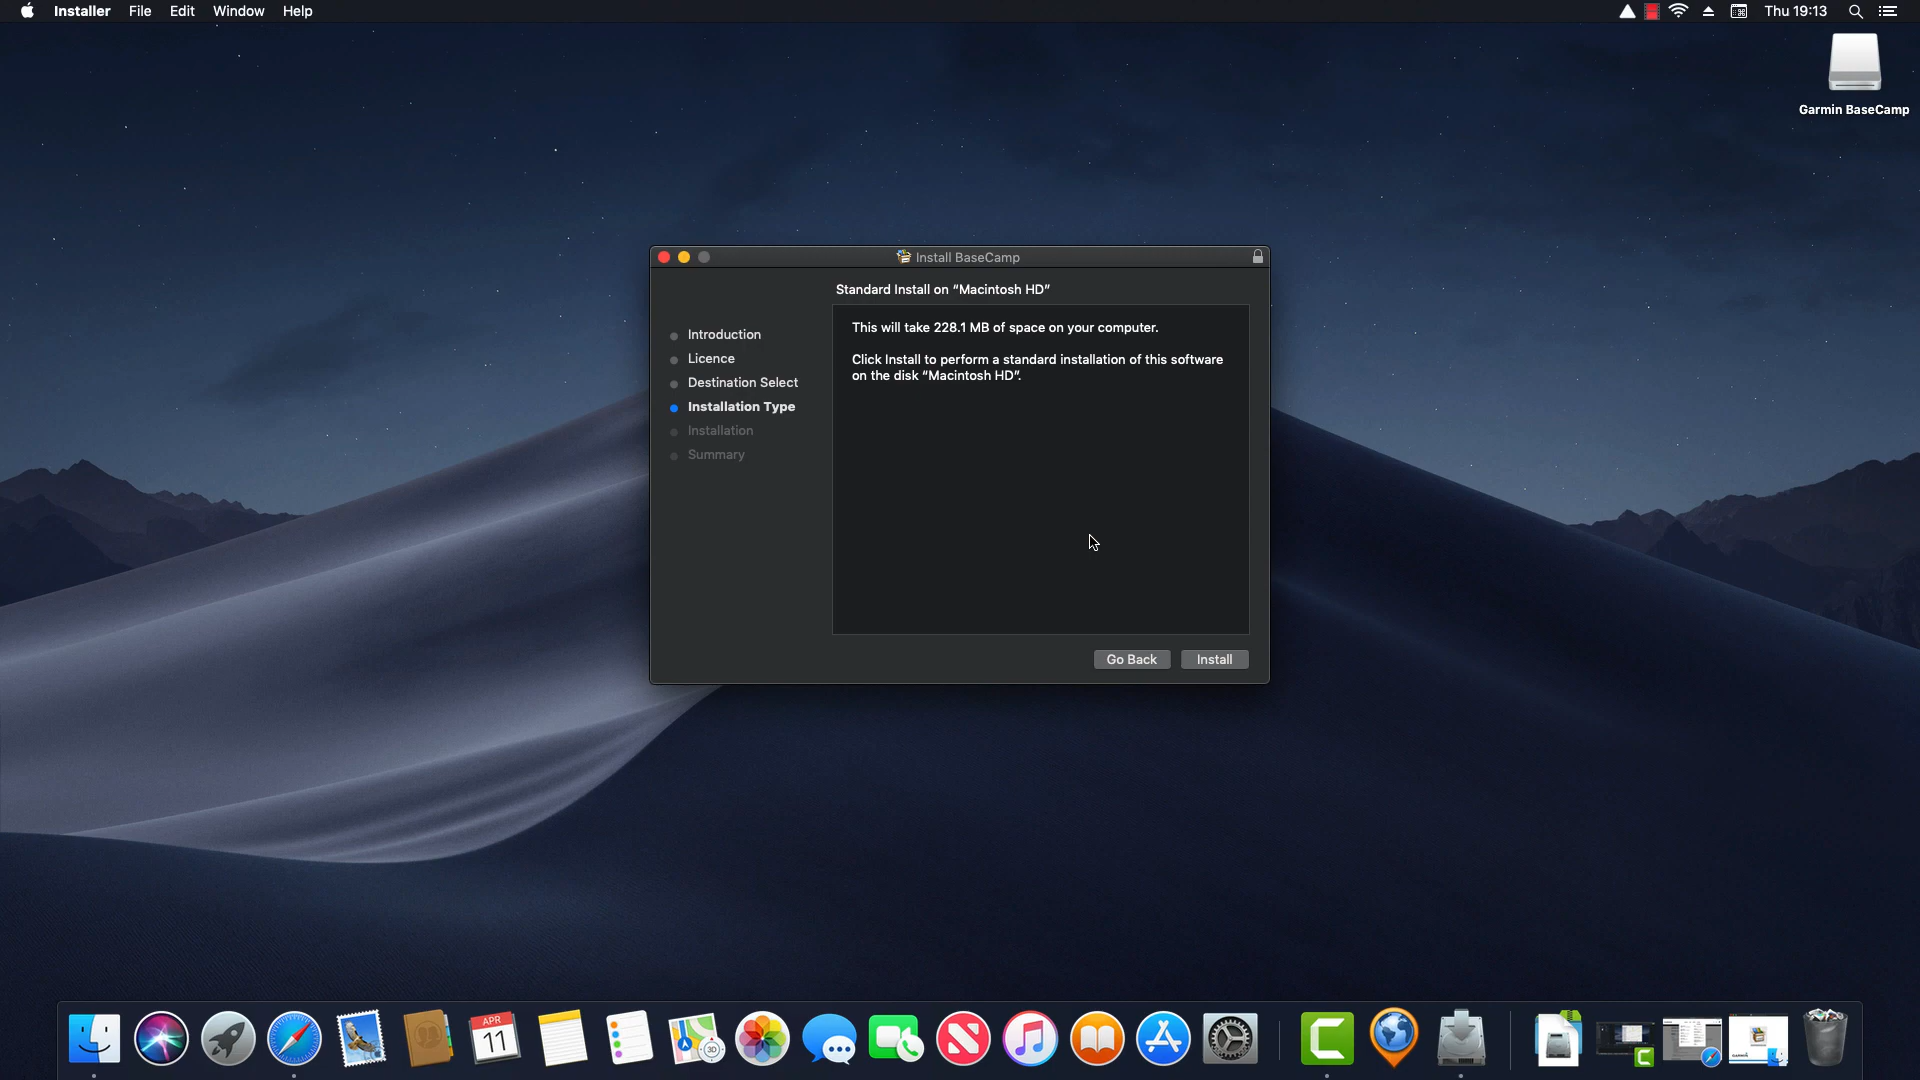 Installer File Edit Window Help
Thu 19:13
Garmin BaseCamp
Install BaseCamp
Standard Install on “Macintosh HD”
Introduction
Licence
Destination Select
Installation Type
Installation
Summary
This will take 228.1 MB of space on your computer.
Click Install to perform a standard installation of this software
on the disk “Macintosh HD”.
Go Back
Install
APR
11
3D